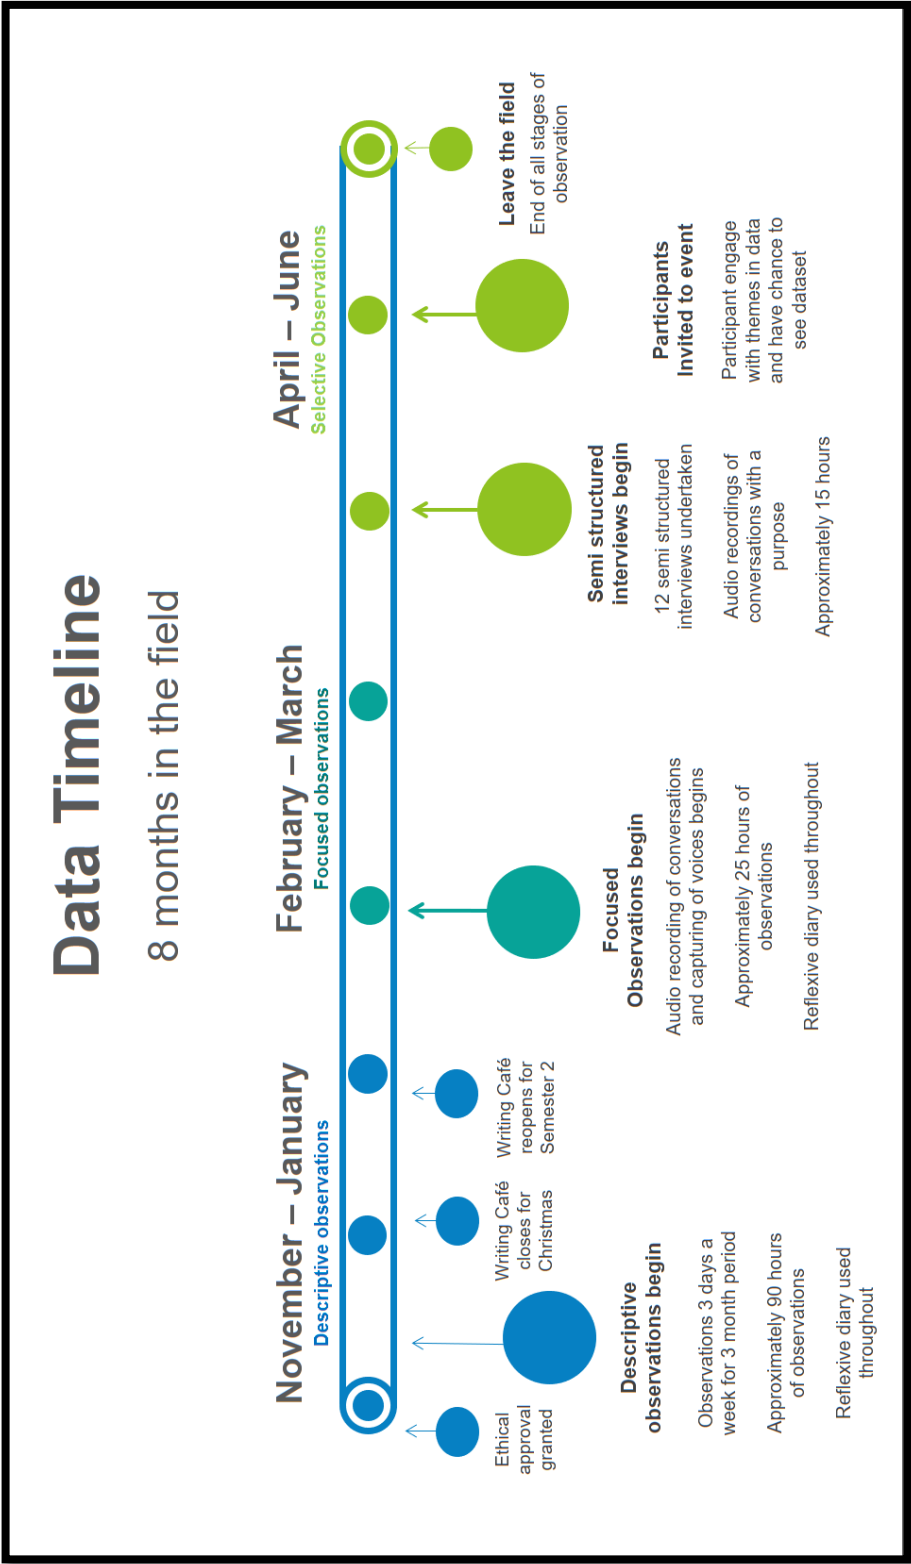 Data Timeline
8 months in the field
November – January
Descriptive observations
February – March
Focused observations
April – June
Selective Observations
Ethical
approval
granted
Descriptive
observations begin
Observations 3 days a
week for 3 month period
Approximately 90 hours
of observations
Reflexive diary used
throughout
Writing Café
closes for
Christmas
Writing Café
reopens for
Semester 2
Focused
Observations begin
Audio recording of conversations
and capturing of voices begins
Approximately 25 hours of
observations
Reflexive diary used throughout
Semi structured
interviews begin
12 semi structured
interviews undertaken
Audio recordings of
conversations with a
purpose
Approximately 15 hours
Participants
Invited to event
Participant engage
with themes in data
and have chance to
see dataset
Leave the field
End of all stages of
observation